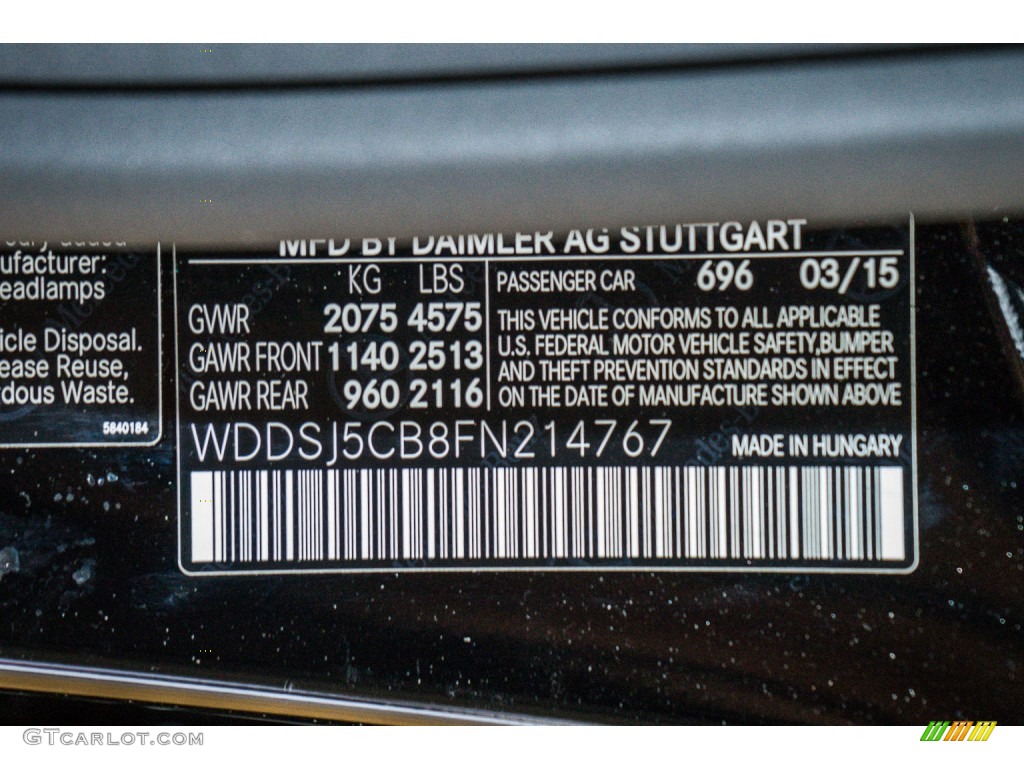 ufacturer:
eadlamps
icle Disposal.
ease Reuse,
dous Waste.
5840184
MFD BY DAIMLER AG STUTTGART
KG LBS
GVWR 2075 4575
GAWR FRONT 1140 2513
GAWR REAR 960 2116
PASSENGER CAR 696 03/15
THIS VEHICLE CONFORMS TO ALL APPLICABLE
U.S. FEDERAL MOTOR VEHICLE SAFETY,BUMPER
AND THEFT PREVENTION STANDARDS IN EFFECT
ON THE DATE OF MANUFACTURE SHOWN ABOVE
WDDSJ5CB8FN214767
MADE IN HUNGARY
GTCARLOT.COM